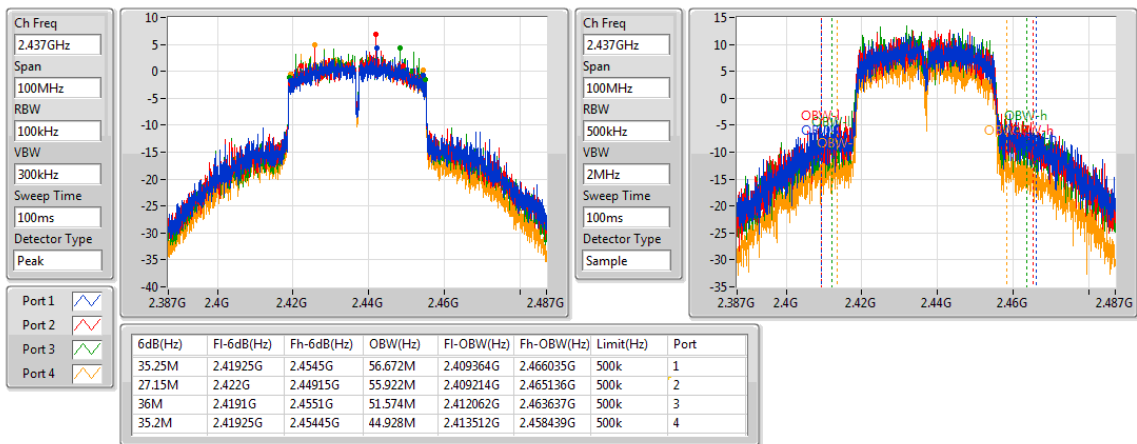 Ch Freq
2.437GHz
Span
100MHz
RBW
100kHz
VBW
300kHz
Sweep Time
100ms
Detector Type
Peak
15
10
5
0
-5
-10
-15
-20
-25
-30
-35
-40
2.387G 2.4G 2.42G 2.44G 2.46G 2.487G
Ch Freq
2.437GHz
Span
100MHz
RBW
500kHz
VBW
2MHz
Sweep Time
100ms
Detector Type
Sample
15
10
5
0
-5
-10
-15
-20
-25
-30
-35
OBW-h
2.387G 2.4G 2.42G 2.44G 2.46G 2.487G
Port 1
Port 2
Port 3
Port 4
6dB(Hz) Fl-6dB(Hz) Fh-6dB(Hz) OBW(Hz) Fl-OBW(Hz) Fh-OBW(Hz) Limit(Hz) Port
35.25M 2.41925G 2.4545G 56.672M 2.409364G 2.466035G 500k 1
27.15M 2.422G 2.44915G 55.922M 2.409214G 2.465136G 500k 2
36M 2.4191G 2.4551G 51.574M 2.412062G 2.463637G 500k 3
35.2M 2.41925G 2.45445G 44.928M 2.413512G 2.458439G 500k 4